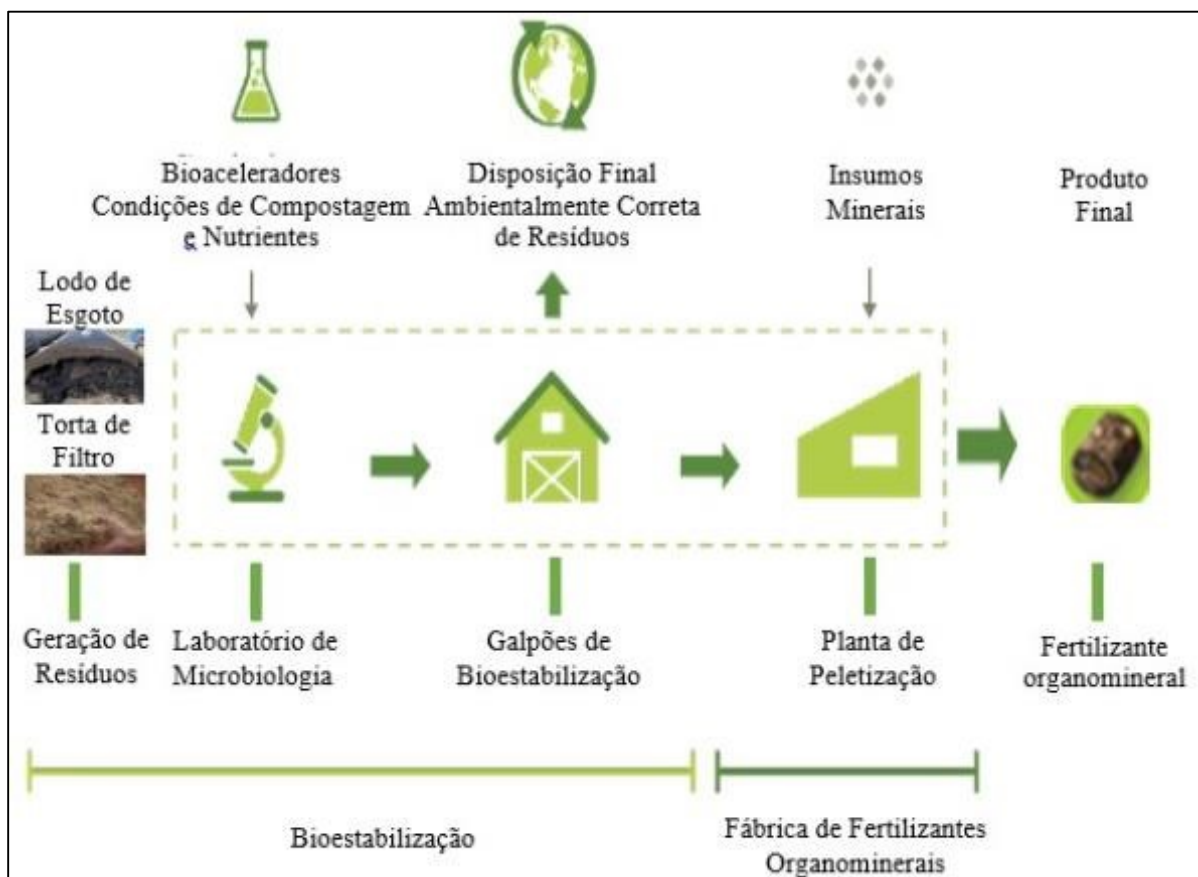 Bioaceleradores
Condições de Compostagem
e Nutrientes
Disposição Final
Ambientalmente Correta
de Resíduos
Insumos
Minerais
Produto
Final
Lodo de
Esgoto
Torta de
Filtro
Geração de
Resíduos
Laboratório de
Microbiologia
Galpões de
Bioestabilização
Planta de
Peletização
Fertilizante
organomineral
Bioestabilização
Fábrica de Fertilizantes
Organominerais